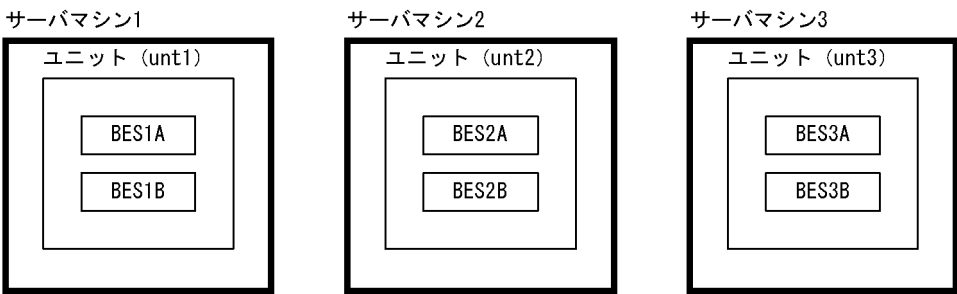 サーバマシン1
サーバマシン2
サーバマシン3
ユニット (unt1)
ユニット (unt2)
ユニット (unt3)
BES1A
BES2A
BES3A
BES1B
BES2B
BES3B